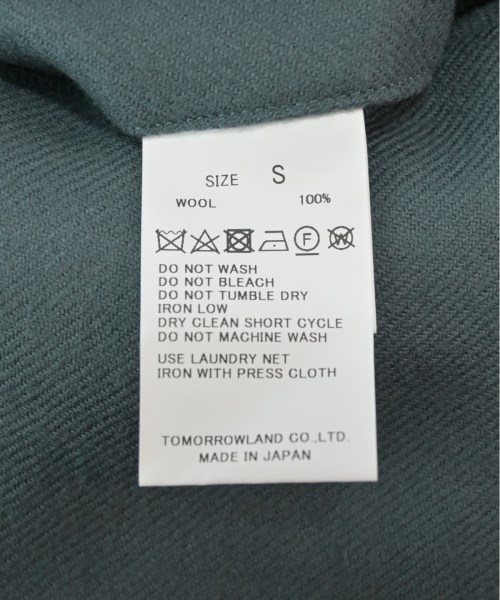 SIZE S
WOOL 100%
F W
DO NOT WASH
DO NOT BLEACH
DO NOT TUMBLE DRY
IRON LOW
DRY CLEAN SHORT CYCLE
DO NOT MACHINE WASH
USE LAUNDRY NET
IRON WITH PRESS CLOTH
TOMORROWLAND CO.,LTD.
MADE IN JAPAN